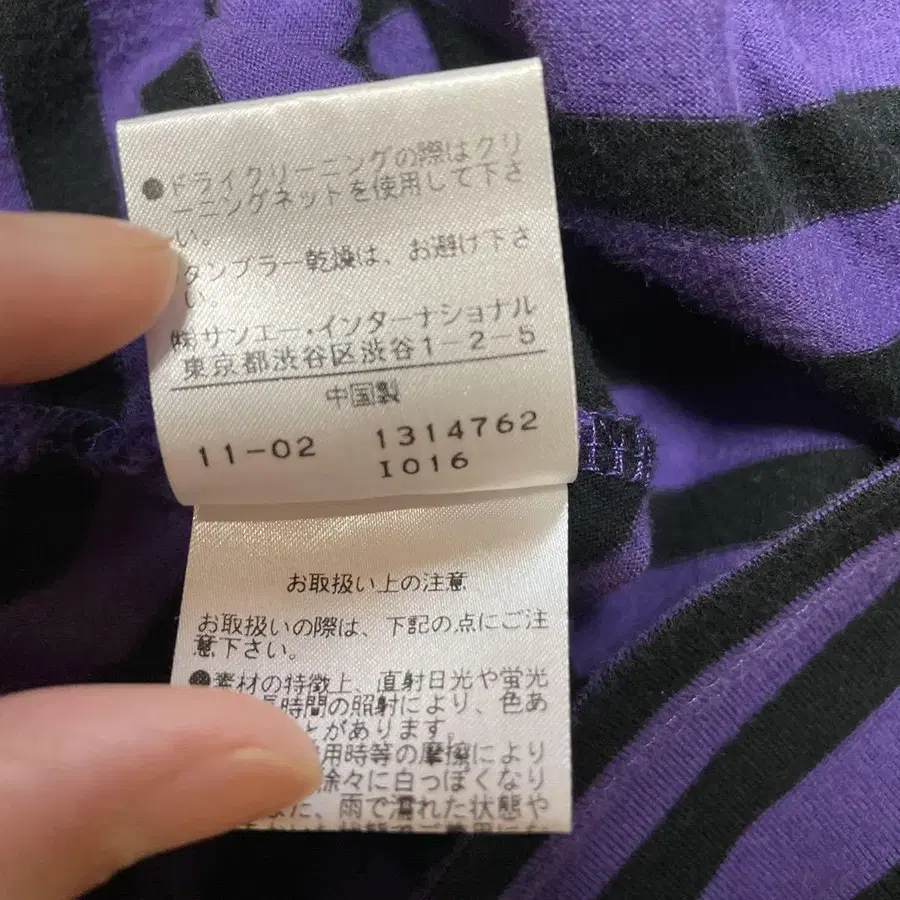 ●ドライクリーニングの際はクリ
ーニングネットを使用して下さ
い。
タンブラー乾燥は、お避け下さ
い。
㈱サンエー・インターナショナル
東京都渋谷区渋谷1-2-5
中国製
11-02 1314762
I016
お取扱い上の注意
お取扱いの際は、下記の点にご注
意下さい。
●素材の特徴上、直射日光や蛍光
時間の照射により、色あ
とがあります。
用時等の摩擦により
徐々に白っぽくなり
た、雨で濡れた状態や